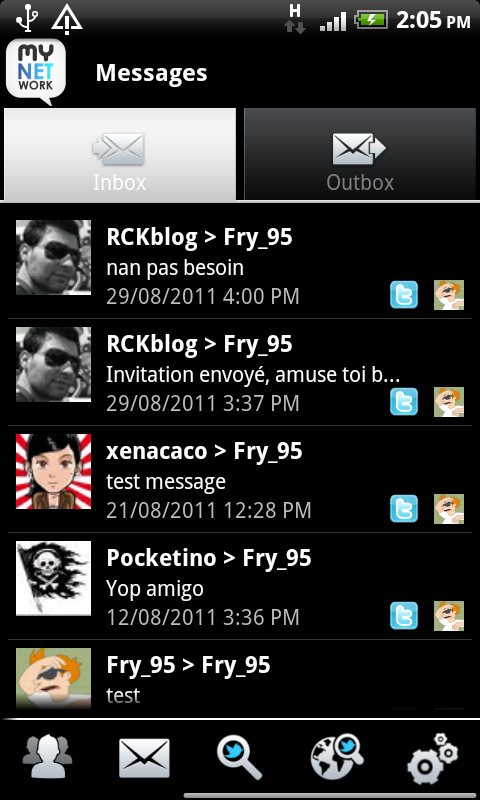 H
2:05 PM
MY
NET
WORK
Messages
Inbox
Outbox
RCKblog > Fry_95
nan pas besoin
29/08/2011 4:00 PM
RCKblog > Fry_95
Invitation envoyé, amuse toi b...
29/08/2011 3:37 PM
xenacaco > Fry_95
test message
21/08/2011 12:28 PM
Pocketino > Fry_95
Yop amigo
12/08/2011 3:36 PM
Fry_95 > Fry_95
test